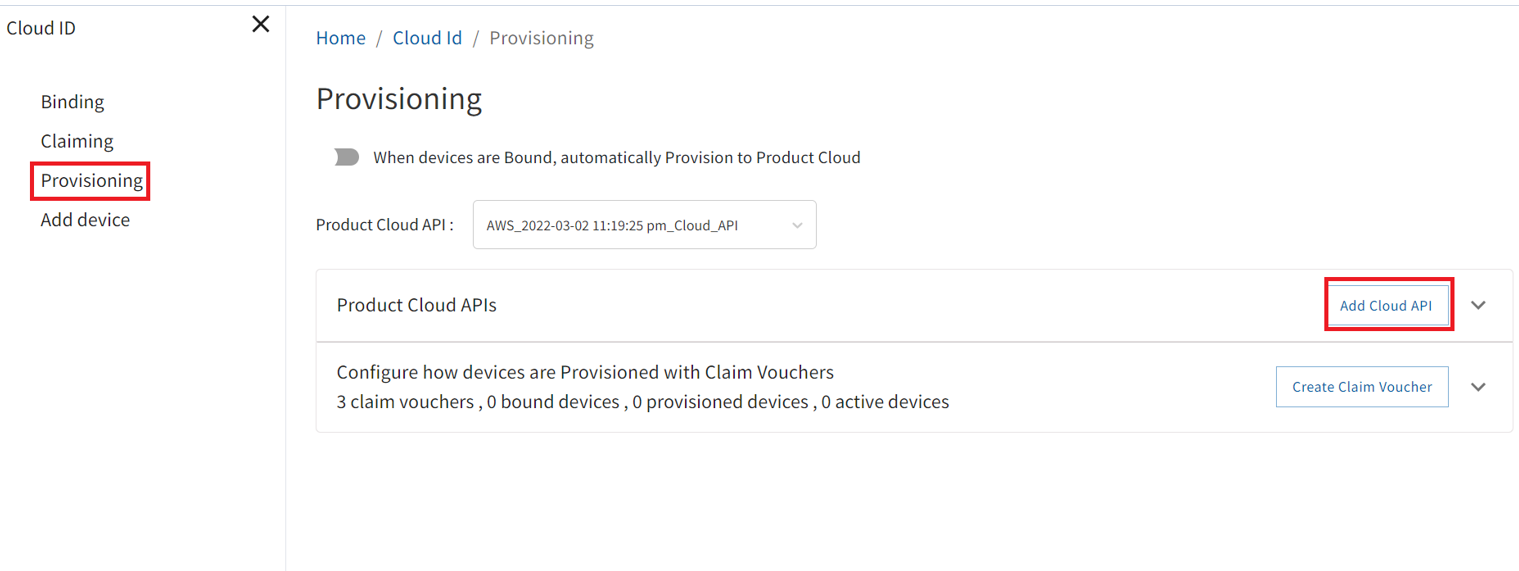 Cloud ID
Binding
Claiming
Provisioning
Add device
Home / Cloud Id / Provisioning
Provisioning
When devices are Bound, automatically Provision to Product Cloud
Product Cloud API : AWS_2022-03-02 11:19:25 pm_Cloud_API
Product Cloud APIs Add Cloud API
Configure how devices are Provisioned with Claim Vouchers
3 claim vouchers , 0 bound devices , 0 provisioned devices , 0 active devices
Create Claim Voucher